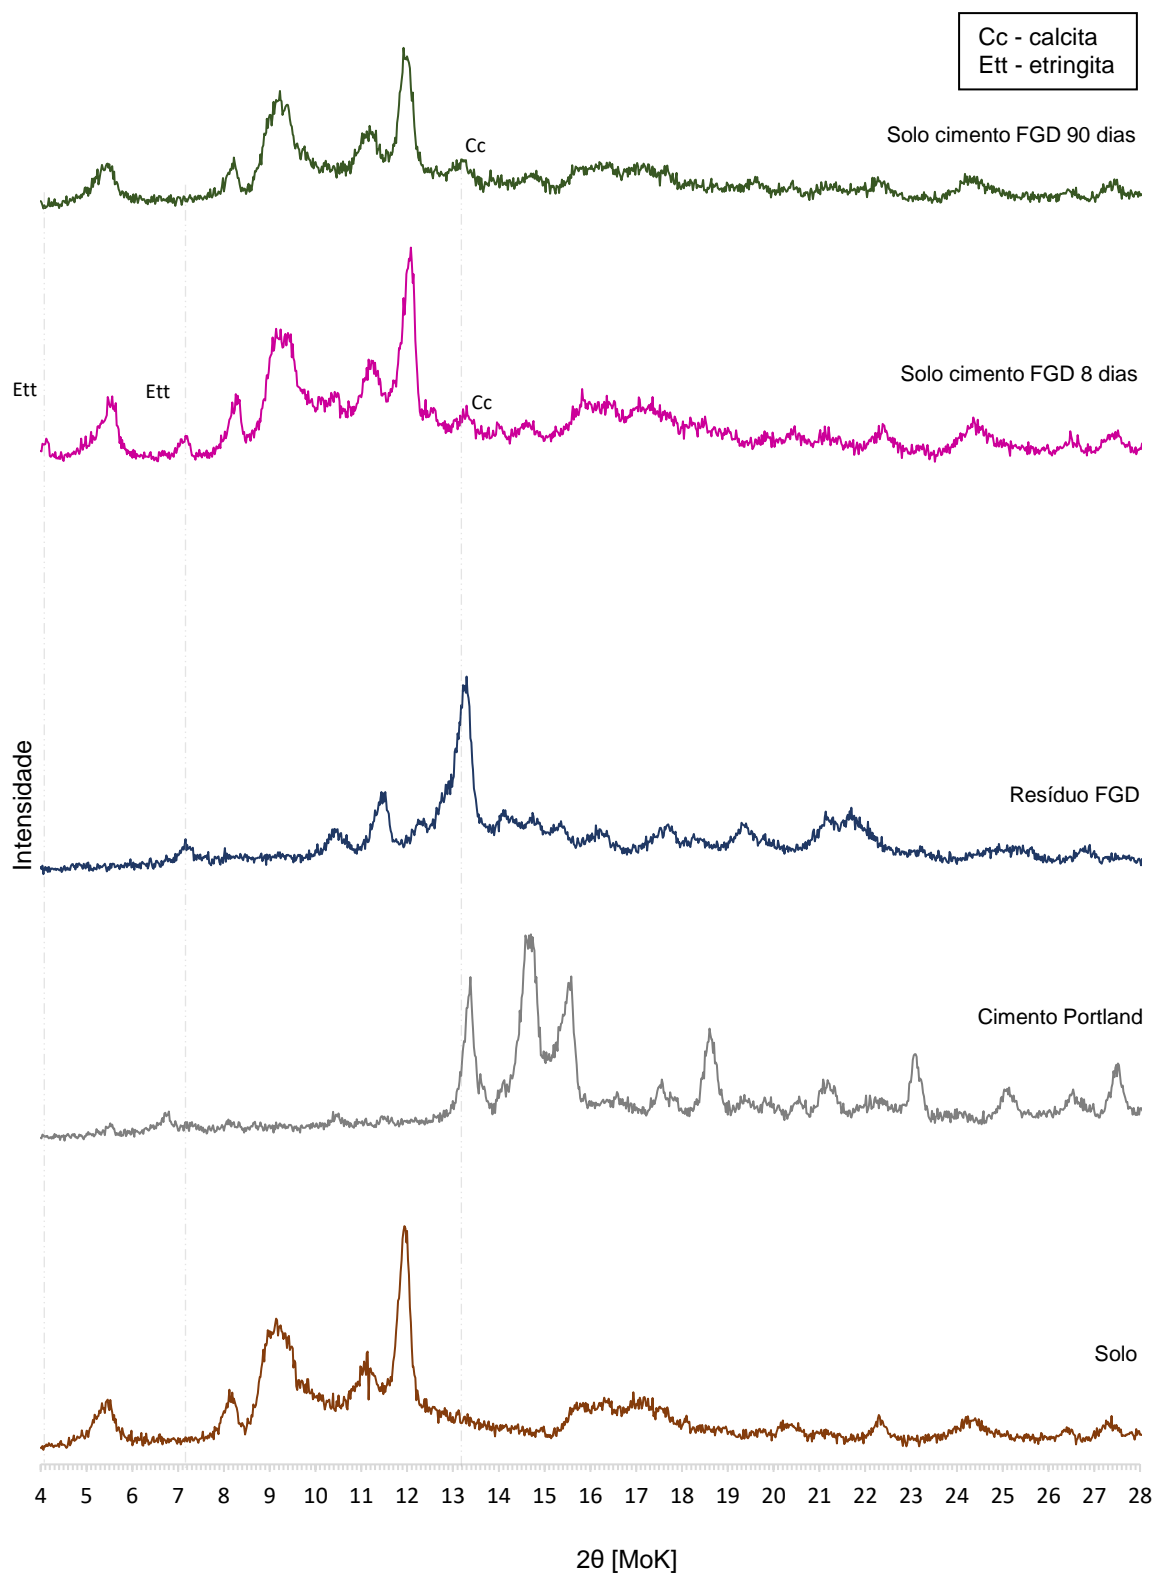 Cc - calcita
Ett - etringita
Solo cimento FGD 90 dias
Cc
Solo cimento FGD 8 dias
Ett
Ett
Cc
Intensidade
Resíduo FGD
Cimento Portland
Solo
4 5 6 7 8 9 10 11 12 13 14 15 16 17 18 19 20 21 22 23 24 25 26 27 28
2θ [MoK]